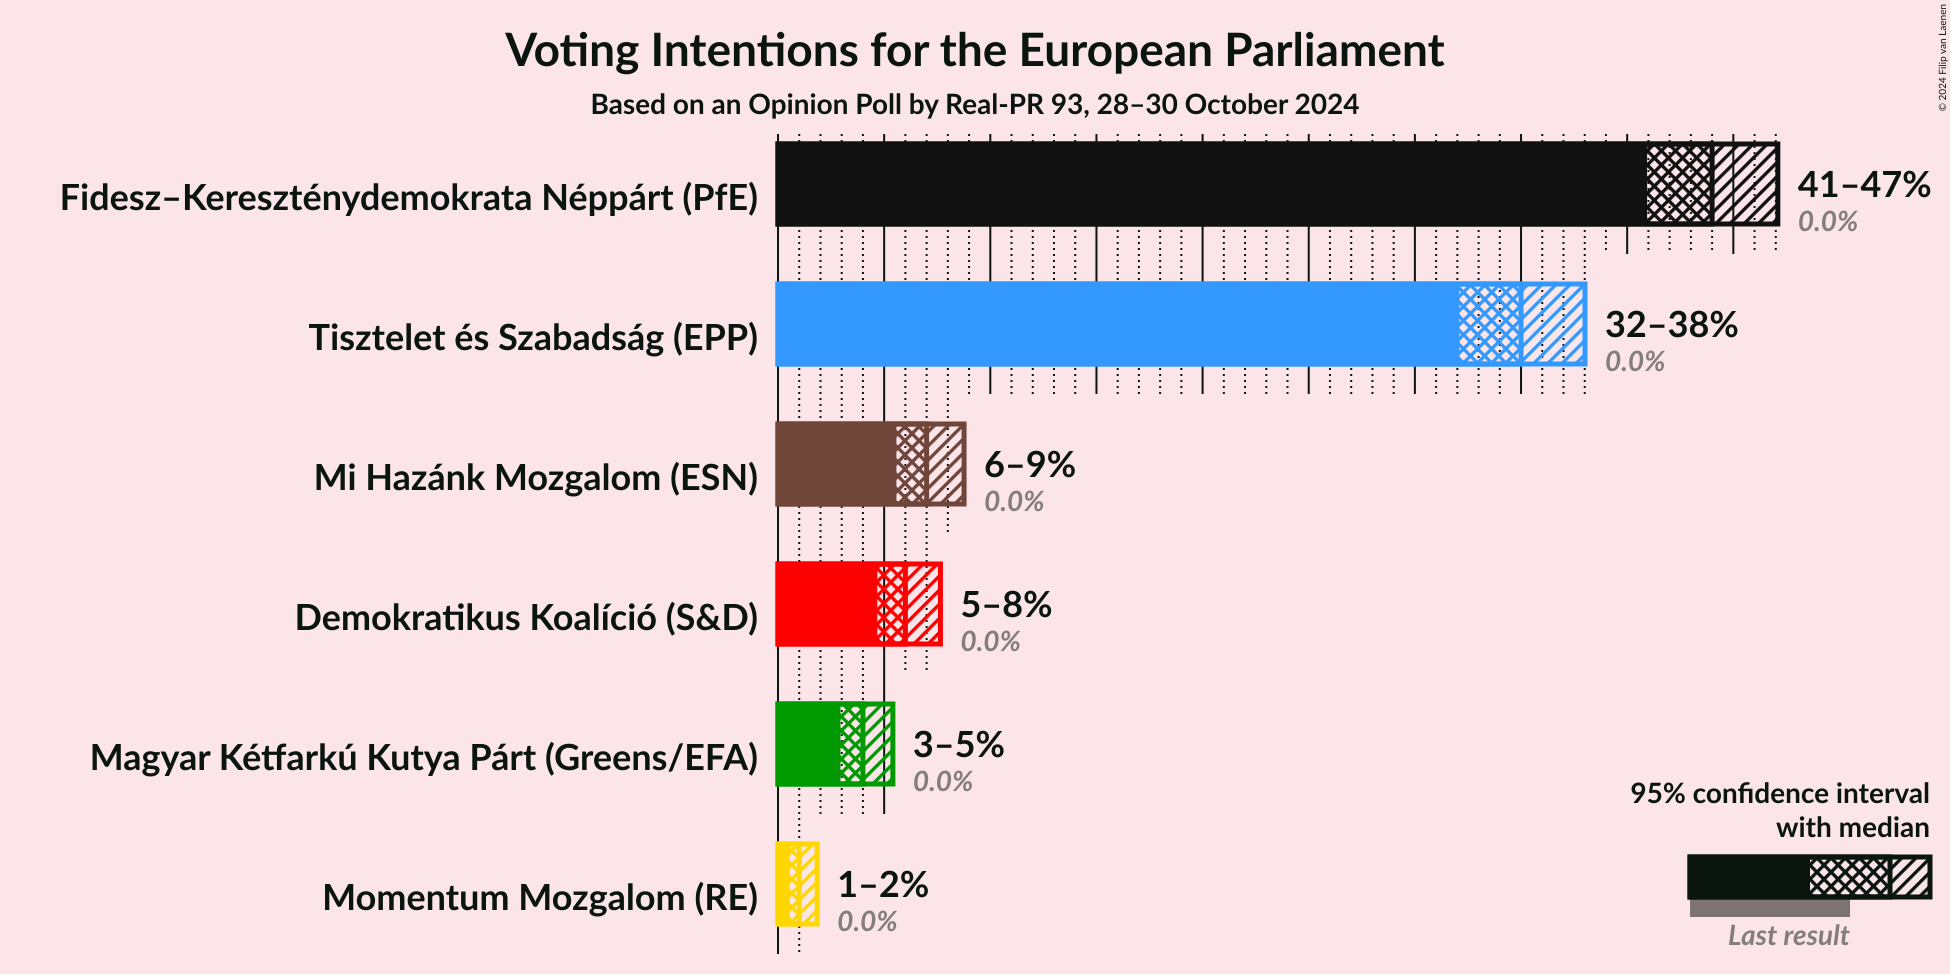 Voting Intentions for the European Parliament
Based on an Opinion Poll by Real-PR 93, 28–30 October 2024
© 2024 Filip van Laenen
Fidesz–Kereszténydemokrata Néppárt (PfE)
41–47%
0.0%
Tisztelet és Szabadság (EPP)
32–38%
0.0%
Mi Hazánk Mozgalom (ESN)
6–9%
0.0%
Demokratikus Koalíció (S&D)
5–8%
0.0%
Magyar Kétfarkú Kutya Párt (Greens/EFA)
3–5%
0.0%
Momentum Mozgalom (RE)
1–2%
0.0%
95% confidence interval
with median
Last result